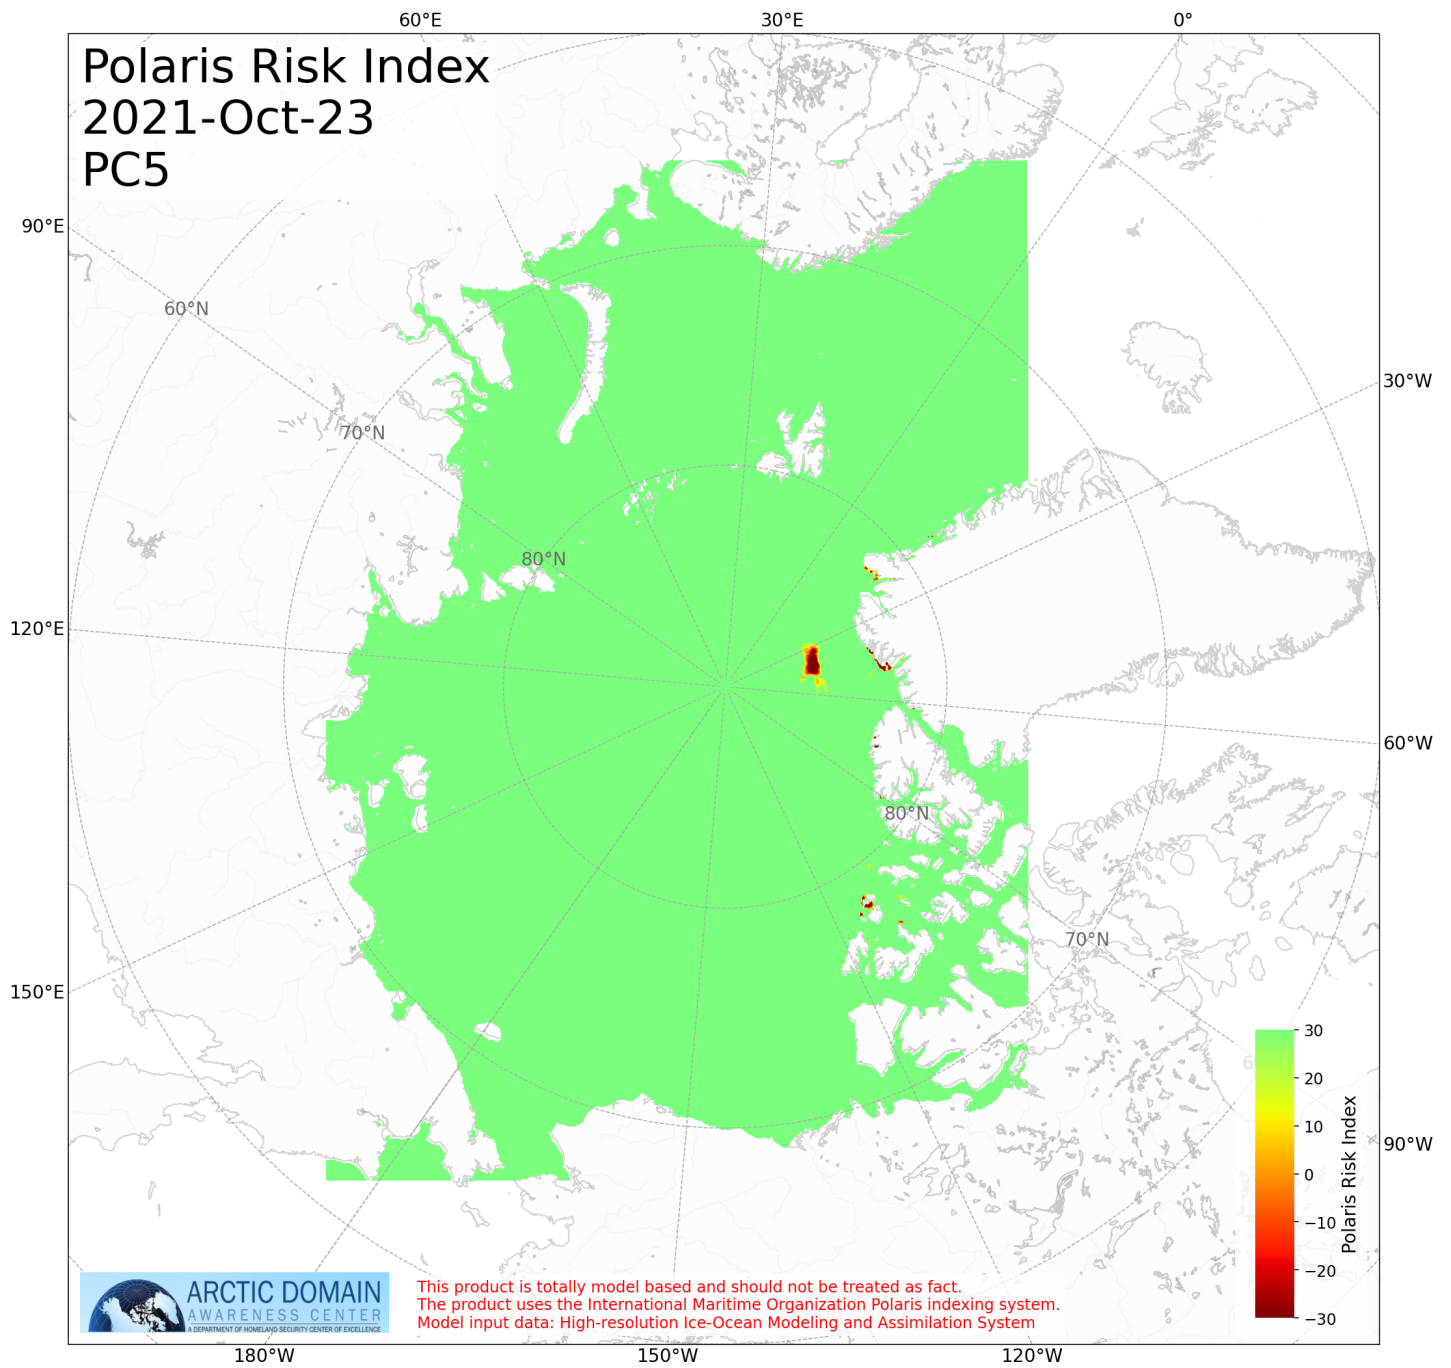 60°E 30°E 0°
Polaris Risk Index
2021-Oct-23
PC5
90°E
60°N
30°W
70°N
80°N
120°E
60°W
80°N
70°N
150°E
30
20
10
0
−10
−20
−30
Polaris Risk Index
90°W
ARCTIC DOMAIN
AWARENESS CENTER
A DEPARTMENT OF HOMELAND SECURITY CENTER OF EXCELLENCE
This product is totally model based and should not be treated as fact.
The product uses the International Maritime Organization Polaris indexing system.
Model input data: High-resolution Ice-Ocean Modeling and Assimilation System
180°W 150°W 120°W